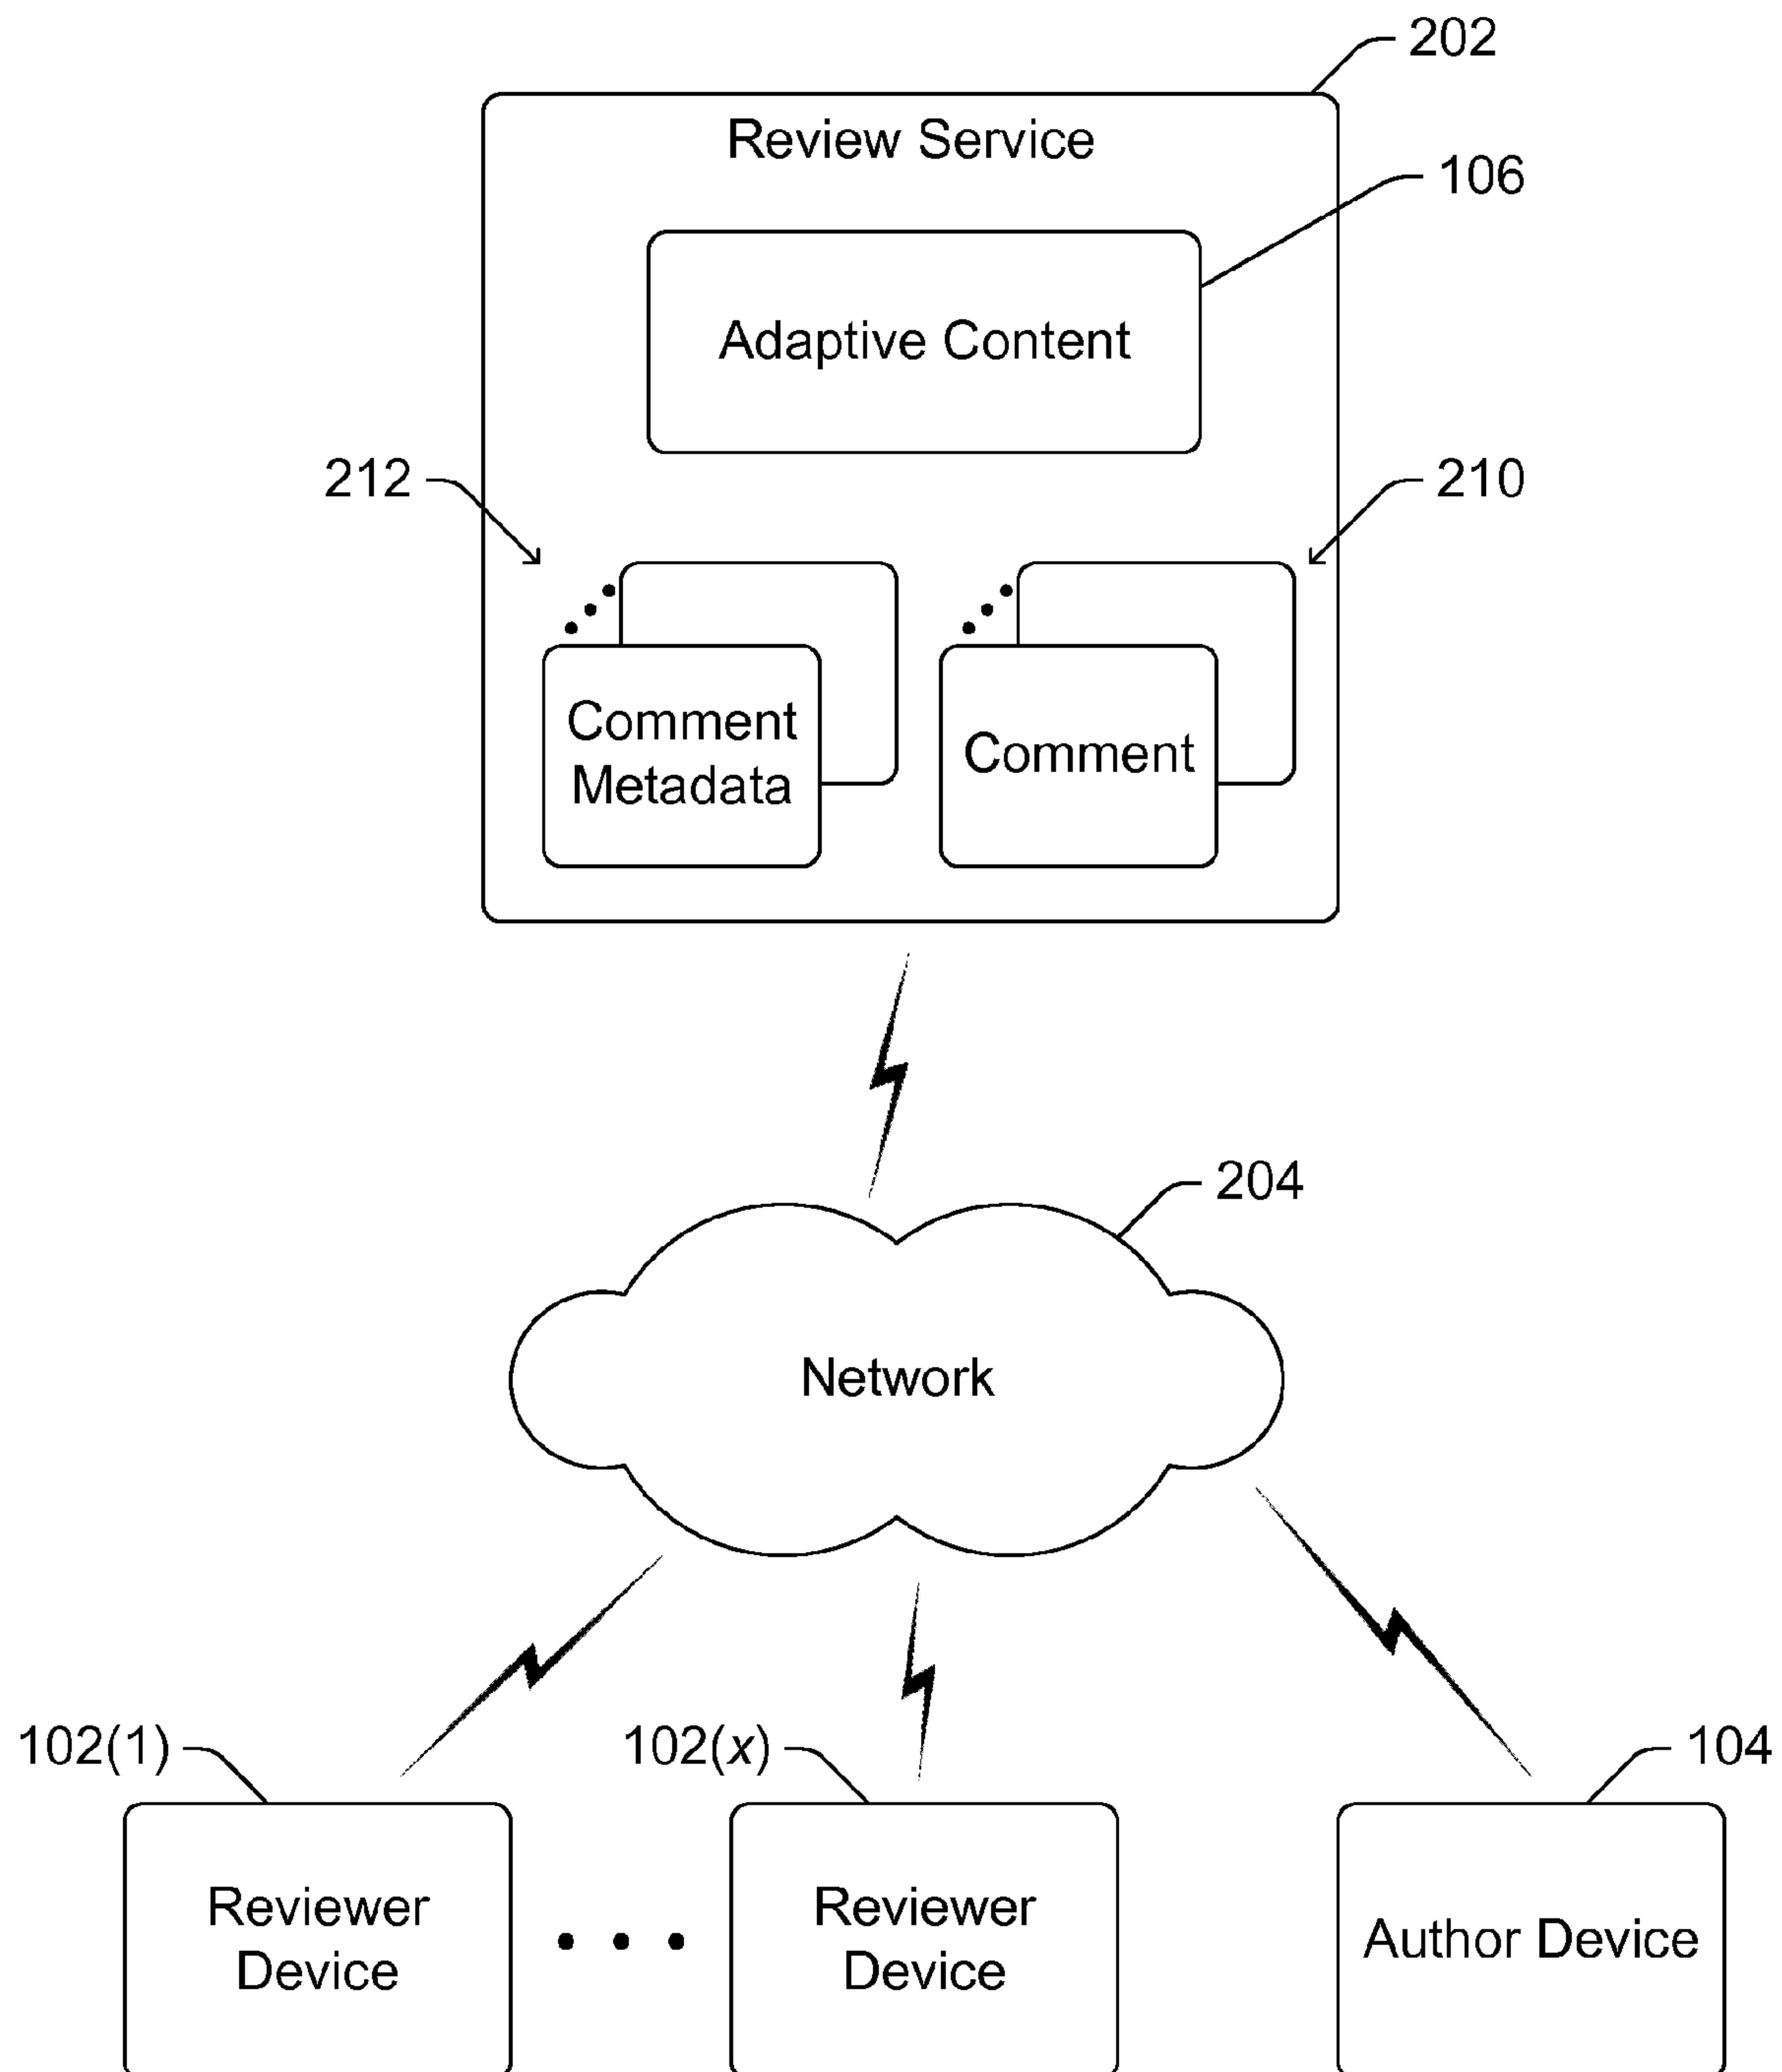 202
Review Service
106
Adaptive Content
212
210
Comment
Metadata
Comment
204
Network
102(1)
102(x)
104
Reviewer
Device
Reviewer
Device
Author Device